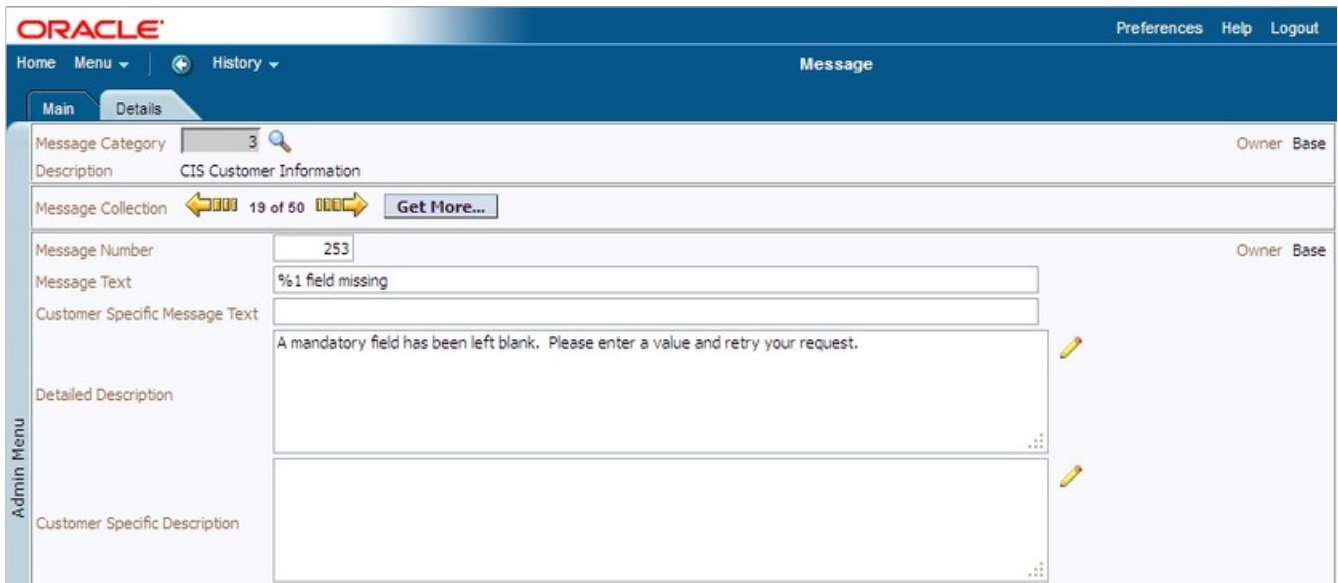 ORACLE
Preferences Help Logout
Home Menu History Message
Main Details
Message Category 3 Owner Base
Description CIS Customer Information
Message Collection 19 of 50 Get More...
Message Number 253 Owner Base
Message Text %1 field missing
Customer Specific Message Text
A mandatory field has been left blank. Please enter a value and retry your request.
Detailed Description
Customer Specific Description
Admin Menu